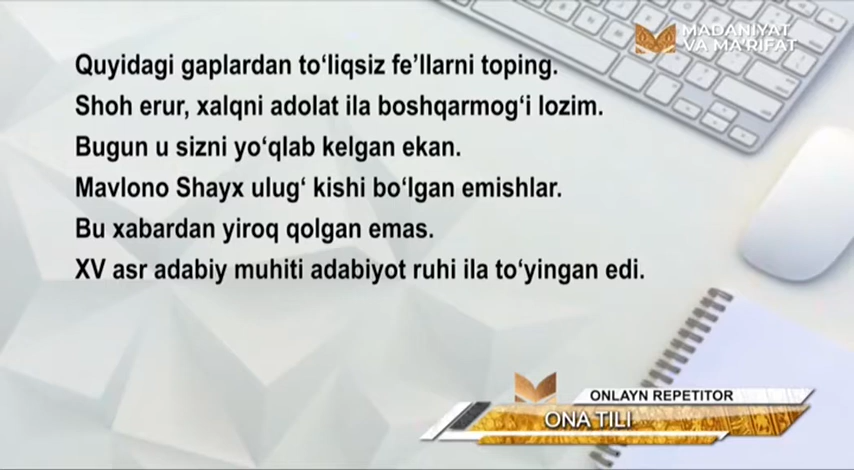 MADANIYAT
VA MA'RIFAT
Quyidagi gaplardan to‘liqsiz fe’llarni toping.
Shoh erur, xalqni adolat ila boshqarmog‘i lozim.
Bugun u sizni yo‘qlab kelgan ekan.
Mavlono Shayx ulug‘ kishi bo‘lgan emishlar.
Bu xabardan yiroq qolgan emas.
XV asr adabiy muhiti adabiyot ruhi ila to‘yingan edi.
ONLAYN REPETITOR
ONA TILI